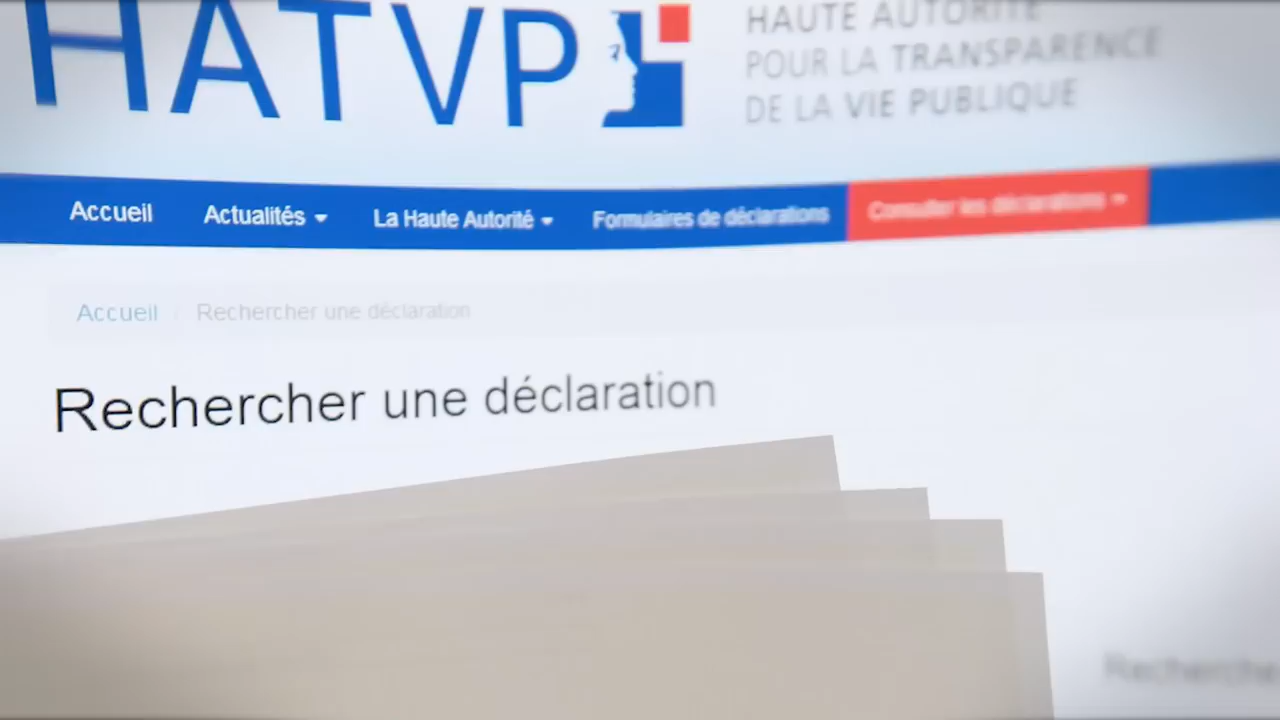 HATVP
HAUTE AUTORITÉ
POUR LA TRANSPARENCE
DE LA VIE PUBLIQUE
Accueil
Actualités
La Haute Autorité
Formulaires de déclarations
Consulter les déclarations
Accueil / Rechercher une déclaration
Rechercher une déclaration